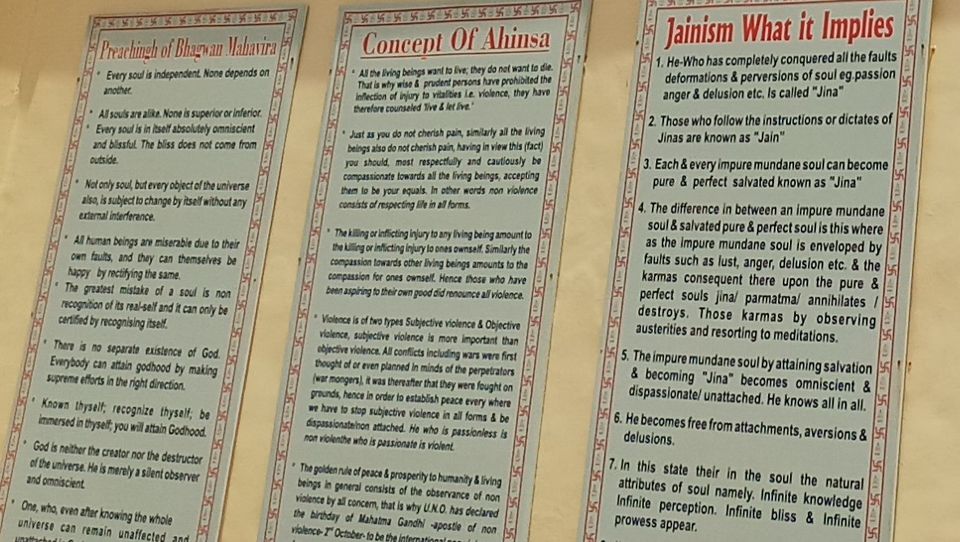 Preachingh of Bhagwan Mahavira
* Every soul is independent. None depends on
another.
* All souls are alike. None is superior or inferior.
* Every soul is in itself absolutely omniscient
and blissful. The bliss does not come from
outside.
* Not only soul, but every object of the universe
also, is subject to change by itself without any
external interference.
* All human beings are miserable due to their
own faults, and they can themselves be
happy by rectifying the same.
* The greatest mistake of a soul is non
recognition of its real-self and it can only be
certified by recognising itself.
* There is no separate existence of God.
Everybody can attain godhood by making
supreme efforts in the right direction.
* Known thyself; recognize thyself; be
immersed in thyself; you will attain Godhood.
* God is neither the creator nor the destructor
of the universe. He is merely a silent observer
and omniscient.
* One, who, even after knowing the whole
universe can remain unaffected and
Concept Of Ahinsa
* All the living beings want to live; they do not want to die.
That is why wise & prudent persons have prohibited the
inflection of injury to vitalities i.e. violence, they have
therefore counseled 'live & let live.'
* Just as you do not cherish pain, similarly all the living
beings also do not cherish pain, having in view this (fact)
you should, most respectfully and cautiously be
compassionate towards all the living beings, accepting
them to be your equals. In other words non violence
consists of respecting life in all forms.
* The killing or inflicting injury to any living being amount to
the killing or inflicting injury to ones ownself. Similarly the
compassion towards other living beings amounts to the
compassion for ones ownself. Hence those who have
been aspiring to their own good did renounce all violence.
* Violence is of two types Subjective violence & Objective
violence, subjective violence is more important than
objective violence. All conflicts including wars were first
thought of or even planned in minds of the perpetrators
(war mongers), it was thereafter that they were fought on
grounds, hence in order to establish peace every where
we have to stop subjective violence in all forms & be
dispassionate/non attached. He who is passionless is
non violenthe who is passionate is violent.
* The golden rule of peace & prosperity to humanity & living
beings in general consists of the observance of non
violence by all concern, that is why U.N.O. has declared
the birthday of Mahatma Gandhi -apostle of non
violence- 2nd October- to be the international
Jainism What it Implies
1. He-Who has completely conquered all the faults
deformations & perversions of soul eg.passion
anger & delusion etc. Is called "Jina"
2. Those who follow the instructions or dictates of
Jinas are known as "Jain"
3. Each & every impure mundane soul can become
pure & perfect salvated known as "Jina"
4. The difference in between an impure mundane
soul & salvated pure & perfect soul is this where
as the impure mundane soul is enveloped by
faults such as lust, anger, delusion etc. & the
karmas consequent there upon the pure &
perfect souls jina/ parmatma/ annihilates /
destroys. Those karmas by observing
austerities and resorting to meditations.
5. The impure mundane soul by attaining salvation
& becoming "Jina" becomes omniscient &
dispassionate/ unattached. He knows all in all.
6. He becomes free from attachments, aversions &
delusions.
7. In this state their in the soul the natural
attributes of soul namely. Infinite knowledge
Infinite perception. Infinite bliss & Infinite
prowess appear.